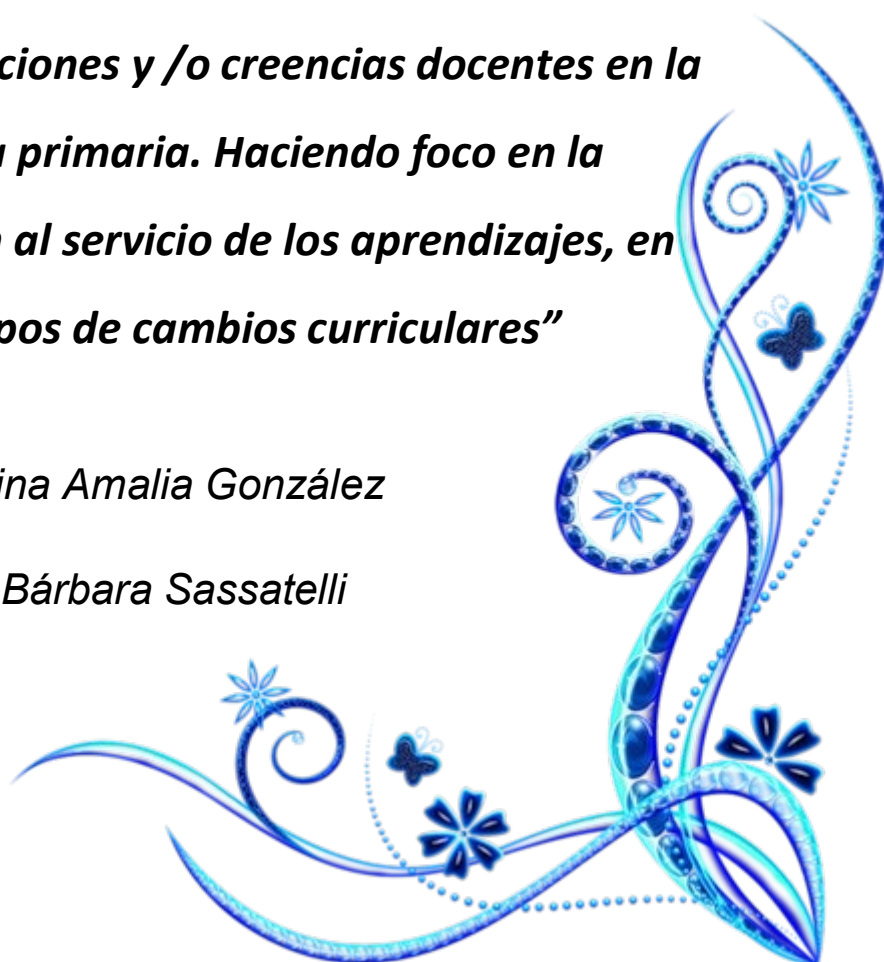 ciones y /o creencias docentes en la
primaria. Haciendo foco en la
al servicio de los aprendizajes, en
pos de cambios curriculares”
ina Amalia González
Bárbara Sassatelli